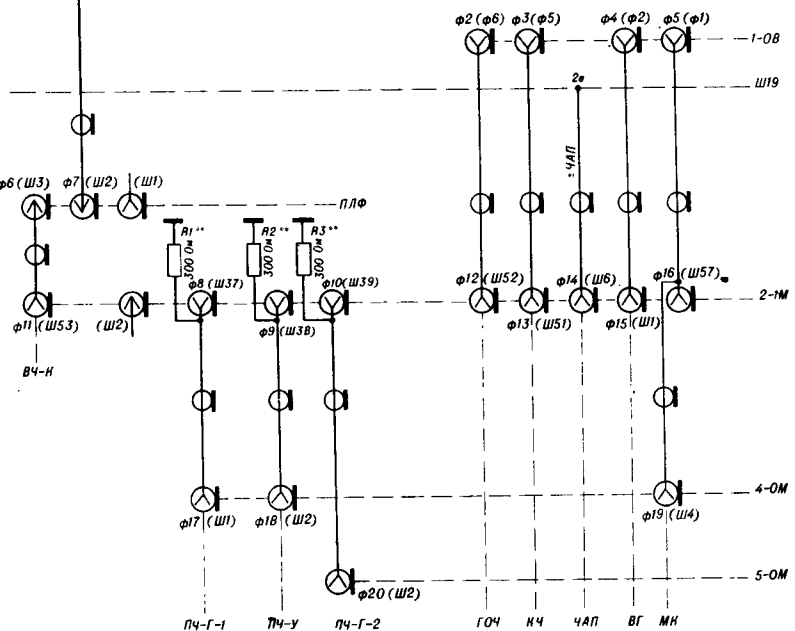 ф2 (ф6) ф3 (ф5) ф4 (ф2) ф5 (ф1)
1-ОВ
2в
Ш19
± ЧАП
ф6 (Ш3) ф7 (Ш2) (Ш1)
ПЛФ
R1** 300 Ом
R2** 300 Ом
R3** 300 Ом
ф8 (Ш37) ф10 (Ш39) ф12 (Ш52) ф14 (Ш6) ф16 (Ш57)
2-1М
ф11 (Ш53) (Ш2) ф9 (Ш38) ф13 (Ш51) ф15 (Ш1)
ВЧ-К
4-ОМ
ф17 (Ш1) ф18 (Ш2) ф19 (Ш4)
5-ОМ
ф20 (Ш2)
ПЧ-Г-1 ПЧ-У ПЧ-Г-2 ГОЧ КЧ ЧАП ВГ МК